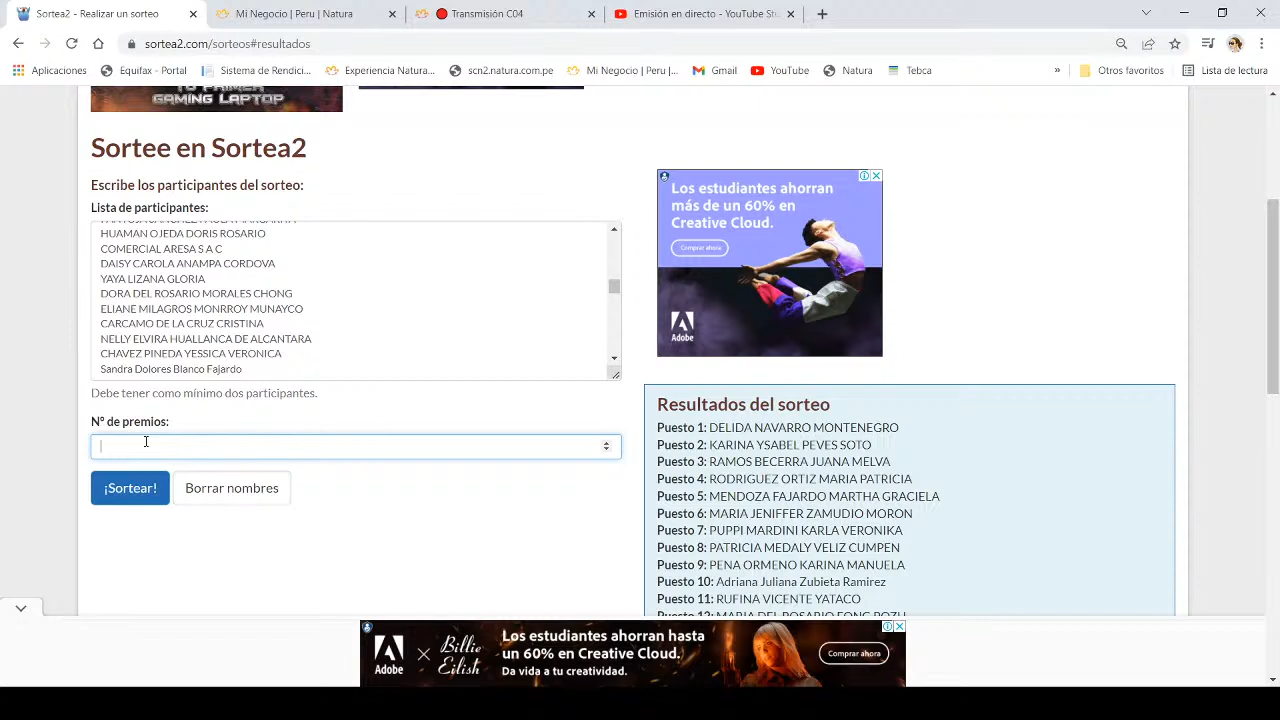 Sortea2 - Realizar un sorteo
Mi Negocio | Peru | Natura
Transmisión C04
Emisión en directo - YouTube Stu
sortea2.com/sorteos#resultados
Aplicaciones
Equifax - Portal
Sistema de Rendici...
Experiencia Natura...
scn2.natura.com.pe
Mi Negocio | Peru |...
Gmail
YouTube
Natura
Tebca
»
Otros favoritos
Lista de lectura
TU PRIMER
GAMING LAPTOP
Sortee en Sortea2
Escribe los participantes del sorteo:
Lista de participantes:
HUAMAN OJEDA DORIS ROSARIO
COMERCIAL ARESA S A C
DAISY CAROLA ANAMPA CORDOVA
YAYA LIZANA GLORIA
DORA DEL ROSARIO MORALES CHONG
ELIANE MILAGROS MONRROY MUNAYCO
CARCAMO DE LA CRUZ CRISTINA
NELLY ELVIRA HUALLANCA DE ALCANTARA
CHAVEZ PINEDA YESSICA VERONICA
Sandra Dolores Blanco Fajardo
Debe tener como mínimo dos participantes.
Nº de premios:
¡Sortear!
Borrar nombres
Los estudiantes ahorran
más de un 60% en
Creative Cloud.
Comprar ahora
Adobe
Resultados del sorteo
Puesto 1: DELIDA NAVARRO MONTENEGRO
Puesto 2: KARINA YSABEL PEVES SOTO
Puesto 3: RAMOS BECERRA JUANA MELVA
Puesto 4: RODRIGUEZ ORTIZ MARIA PATRICIA
Puesto 5: MENDOZA FAJARDO MARTHA GRACIELA
Puesto 6: MARIA JENIFFER ZAMUDIO MORON
Puesto 7: PUPPI MARDINI KARLA VERONIKA
Puesto 8: PATRICIA MEDALY VELIZ CUMPEN
Puesto 9: PENA ORMENO KARINA MANUELA
Puesto 10: Adriana Juliana Zubieta Ramirez
Puesto 11: RUFINA VICENTE YATACO
Puesto 12: MARIA DEL ROSARIO FONG POZU
Adobe
Billie
Eilish
Los estudiantes ahorran hasta
un 60% en Creative Cloud.
Da vida a tu creatividad.
Comprar ahora